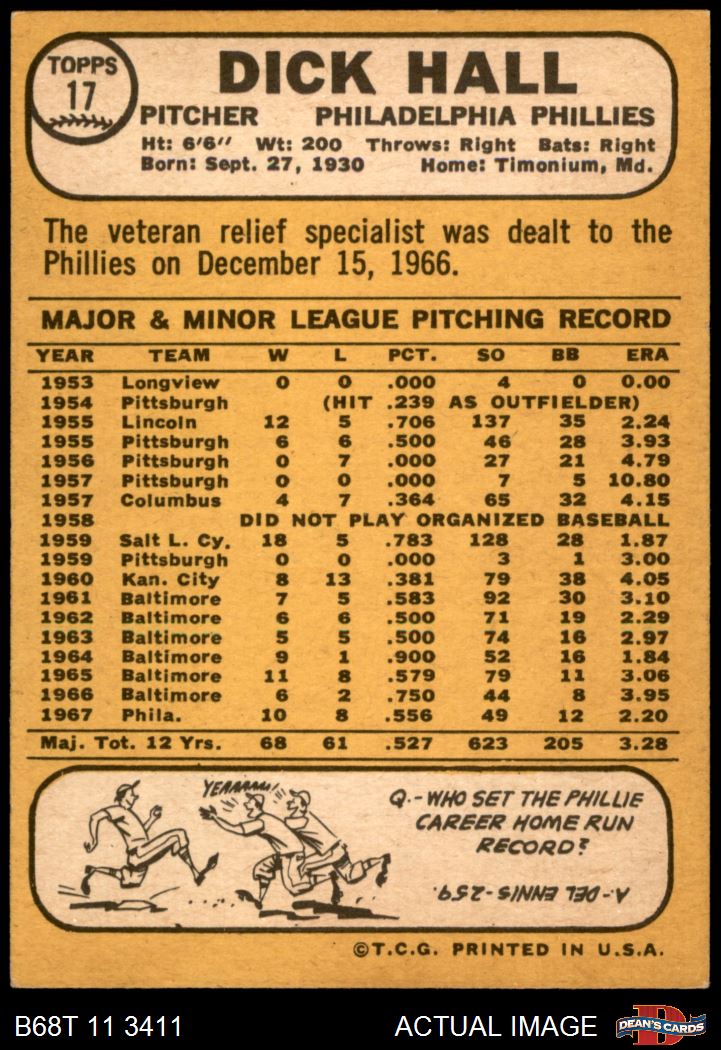 TOPPS
17
DICK HALL
PITCHER PHILADELPHIA PHILLIES
Ht: 6'6" Wt: 200 Throws: Right Bats: Right
Born: Sept. 27, 1930 Home: Timonium, Md.
The veteran relief specialist was dealt to the
Phillies on December 15, 1966.
MAJOR & MINOR LEAGUE PITCHING RECORD
YEAR TEAM W L PCT. SO BB ERA
1953 Longview 0 0 .000 4 0 0.00
1954 Pittsburgh (HIT .239 AS OUTFIELDER)
1955 Lincoln 12 5 .706 137 35 2.24
1955 Pittsburgh 6 6 .500 46 28 3.93
1956 Pittsburgh 0 7 .000 27 21 4.79
1957 Pittsburgh 0 0 .000 7 5 10.80
1957 Columbus 4 7 .364 65 32 4.15
1958 DID NOT PLAY ORGANIZED BASEBALL
1959 Salt L. Cy. 18 5 .783 128 28 1.87
1959 Pittsburgh 0 0 .000 3 1 3.00
1960 Kan. City 8 13 .381 79 38 4.05
1961 Baltimore 7 5 .583 92 30 3.10
1962 Baltimore 6 6 .500 71 19 2.29
1963 Baltimore 5 5 .500 74 16 2.97
1964 Baltimore 9 1 .900 52 16 1.84
1965 Baltimore 11 8 .579 79 11 3.06
1966 Baltimore 6 2 .750 44 8 3.95
1967 Phila. 10 8 .556 49 12 2.20
Maj. Tot. 12 Yrs. 68 61 .527 623 205 3.28
YEAAAAA!
Q.-WHO SET THE PHILLIE
CAREER HOME RUN
RECORD?
A-DEL ENNIS-259.
©T.C.G. PRINTED IN U.S.A.
B68T 11 3411 ACTUAL IMAGE
D
DEAN'S CARDS